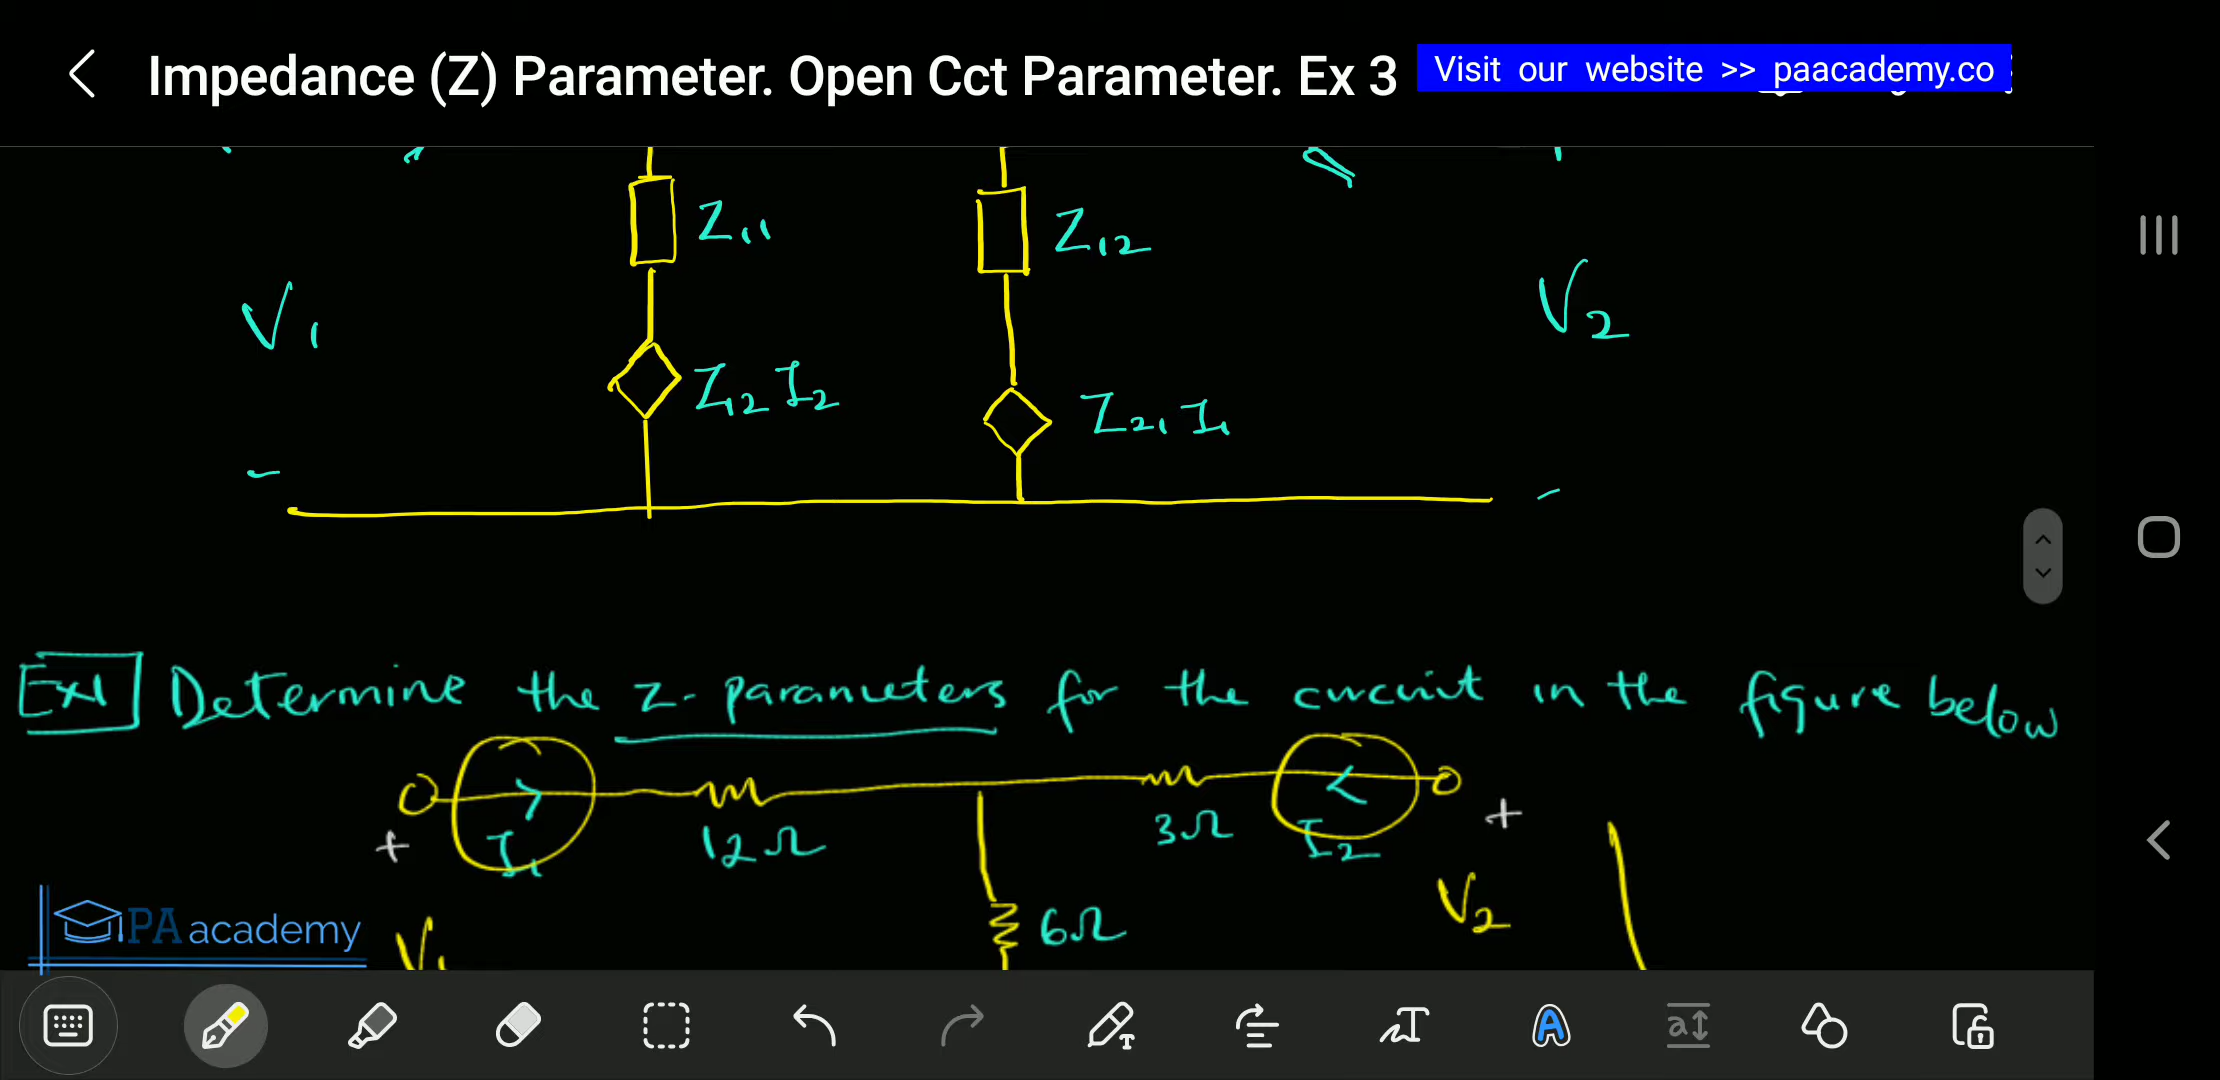 Impedance (Z) Parameter. Open Cct Parameter. Ex 3
Visit our website >> paacademy.co
Z11
Z12
V1
V2
Z12 I2
Z21 I1
Ex1 Determine the z-parameters for the circuit in the figure below
I1
12Ω
3Ω
I2
V2
6Ω
V1
PA academy